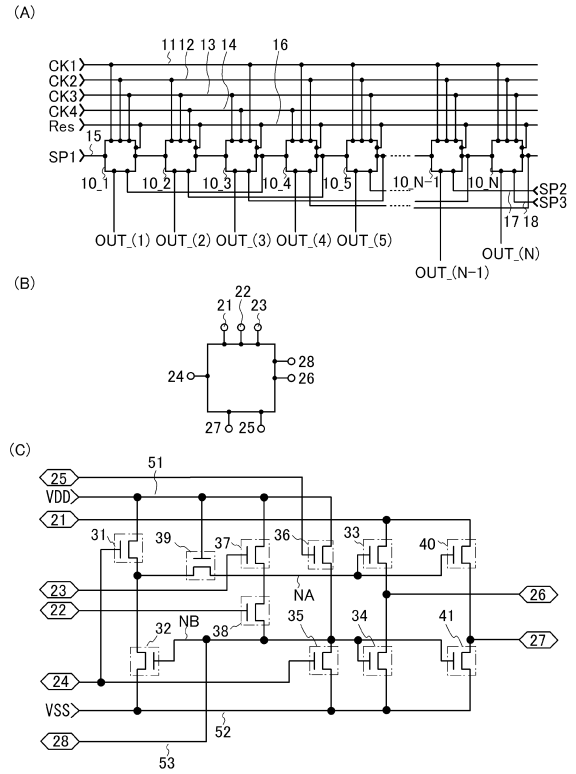 (A)
11 12 13 14 16
CK1
CK2
CK3
CK4
Res
15
SP1
10_1 10_2 10_3 10_4 10_5 10_N-1 10_N
SP2
SP3
17 18
OUT_(1) OUT_(2) OUT_(3) OUT_(4) OUT_(5) OUT_(N-1) OUT_(N)
(B)
22
21 23
28
24 26
27 25
(C)
51
25
VDD
21
31 39 37 36 33 40
23 NA 26
22 NB 38 35 34 41 27
32
24
VSS
52
28
53